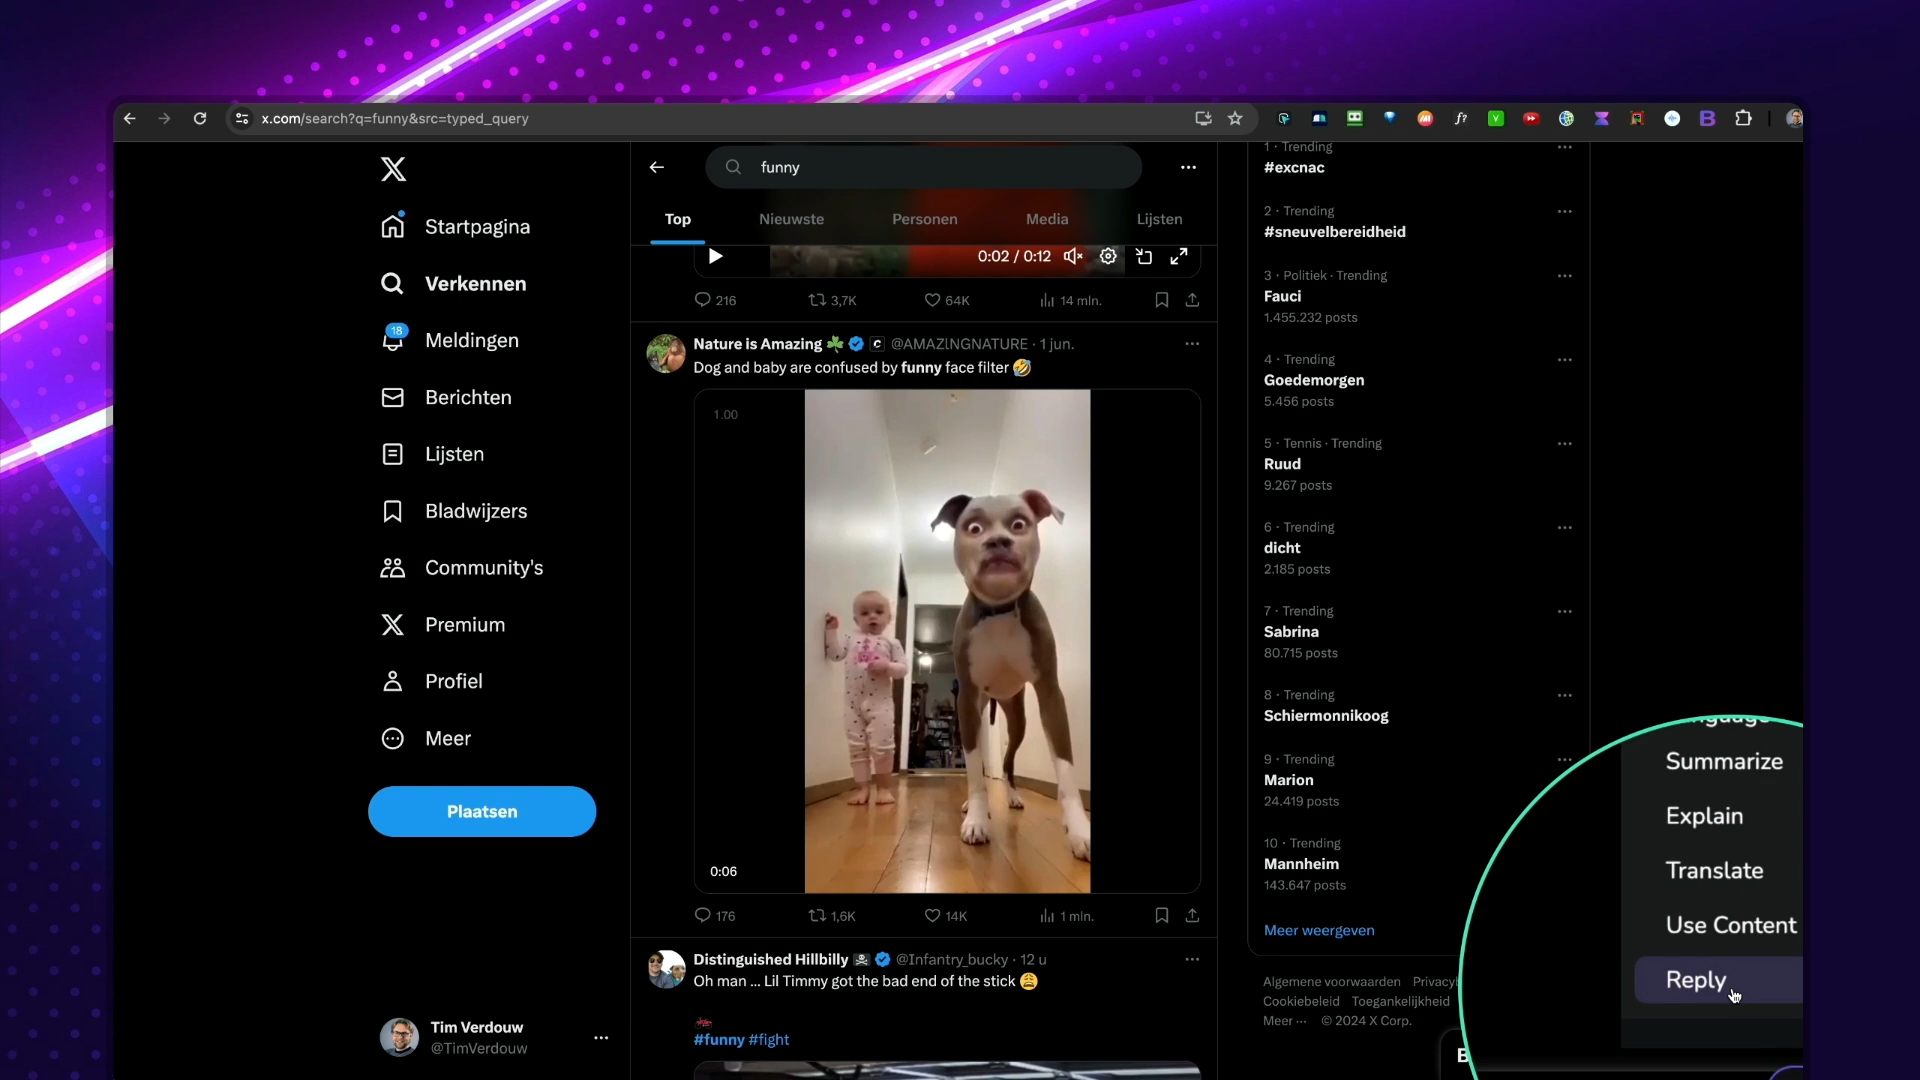 x.com/search?q=funny&src=typed_query
Startpagina
Verkennen
18
Meldingen
Berichten
Lijsten
Bladwijzers
Community's
Premium
Profiel
Meer
Plaatsen
Tim Verdouw
@TimVerdouw
funny
Top Nieuwste Personen Media Lijsten
0:02 / 0:12
216 3,7K 64K 14 mln.
Nature is Amazing @AMAZlNGNATURE · 1 jun.
Dog and baby are confused by funny face filter 🤣
1.00
0:06
176 1,6K 14K 1 mln.
Distinguished Hillbilly @Infantry_bucky · 12 u
Oh man ... Lil Timmy got the bad end of the stick 😩
#funny #fight
1 · Trending
#excnac
2 · Trending
#sneuvelbereidheid
3 · Politiek · Trending
Fauci
1.455.232 posts
4 · Trending
Goedemorgen
5.456 posts
5 · Tennis · Trending
Ruud
9.267 posts
6 · Trending
dicht
2.185 posts
7 · Trending
Sabrina
80.715 posts
8 · Trending
Schiermonnikoog
9 · Trending
Marion
24.419 posts
10 · Trending
Mannheim
143.647 posts
Meer weergeven
Algemene voorwaarden Privacy
Cookiebeleid Toegankelijkheid
Meer ··· © 2024 X Corp.
Summarize
Explain
Translate
Use Content
Reply